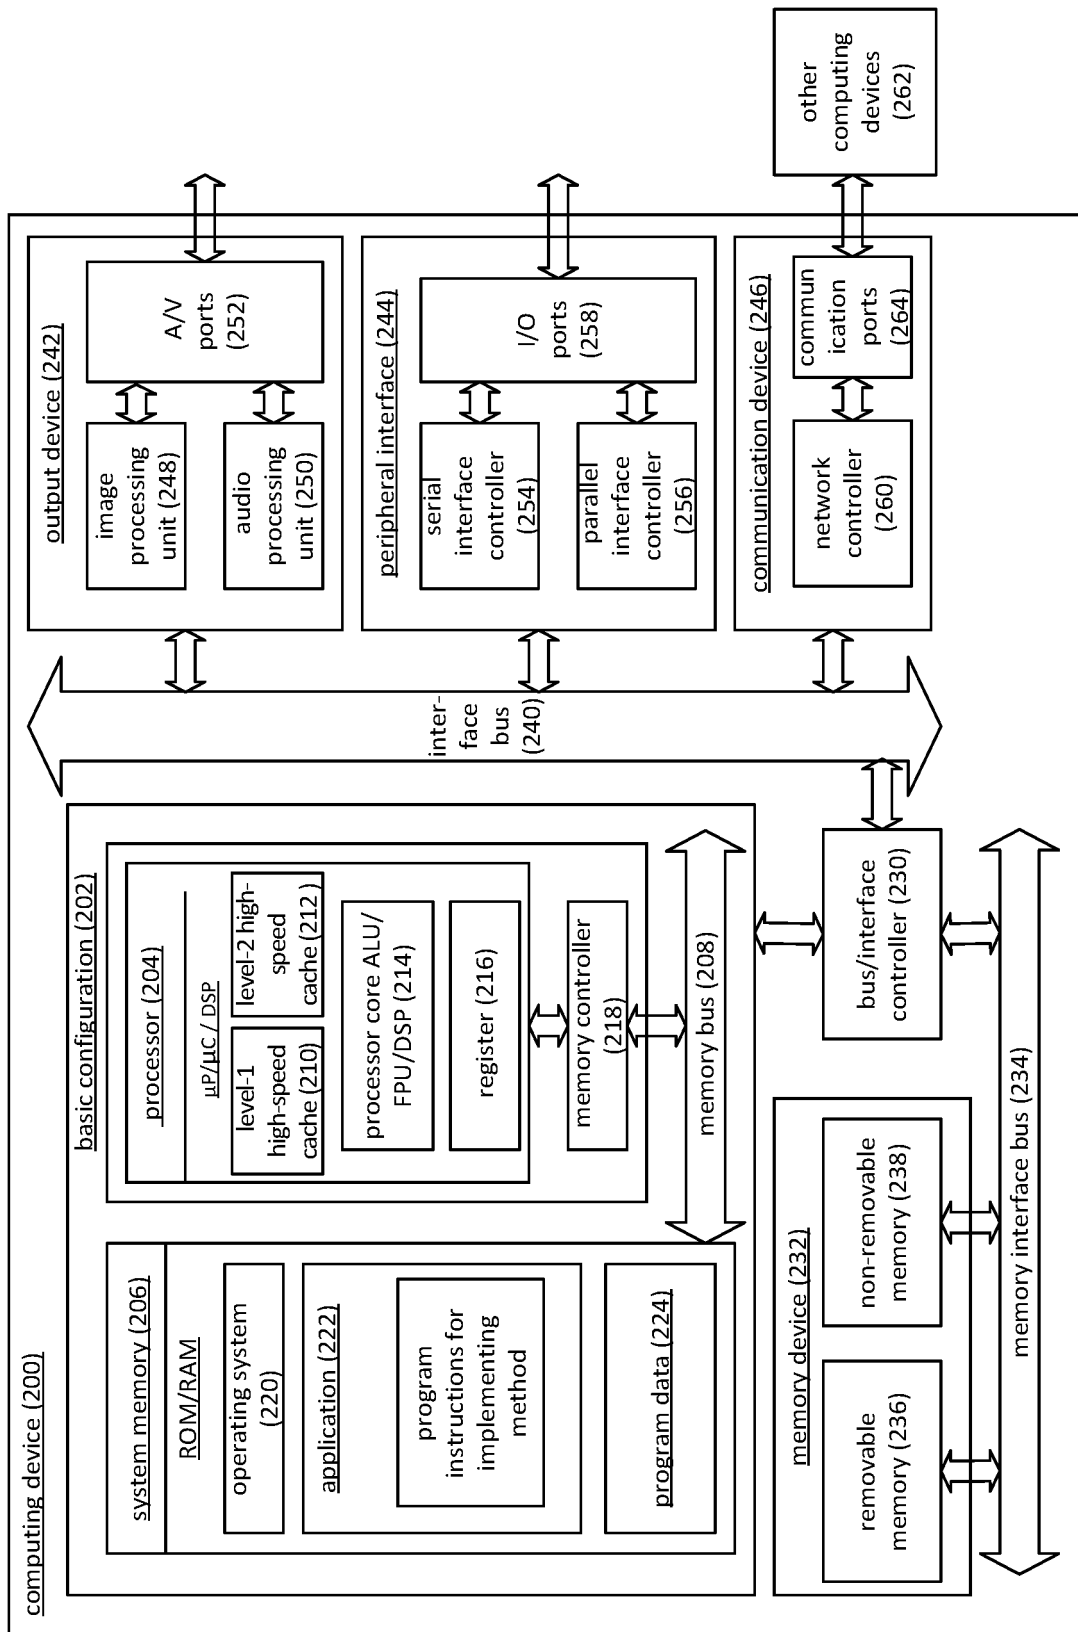 computing device (200)
basic configuration (202)
system memory (206)
ROM/RAM
operating system
(220)
application (222)
program
instructions for
implementing
method
program data (224)
processor (204)
µP/µC / DSP
level-1
high-speed
cache (210)
level-2 high-
speed
cache (212)
processor core ALU/
FPU/DSP (214)
register (216)
memory controller
(218)
memory bus (208)
memory device (232)
removable
memory (236)
non-removable
memory (238)
bus/interface
controller (230)
memory interface bus (234)
inter-
face
bus
(240)
output device (242)
image
processing
unit (248)
audio
processing
unit (250)
A/V
ports
(252)
peripheral interface (244)
serial
interface
controller
(254)
parallel
interface
controller
(256)
I/O
ports
(258)
communication device (246)
network
controller
(260)
commun
ication
ports
(264)
other
computing
devices
(262)